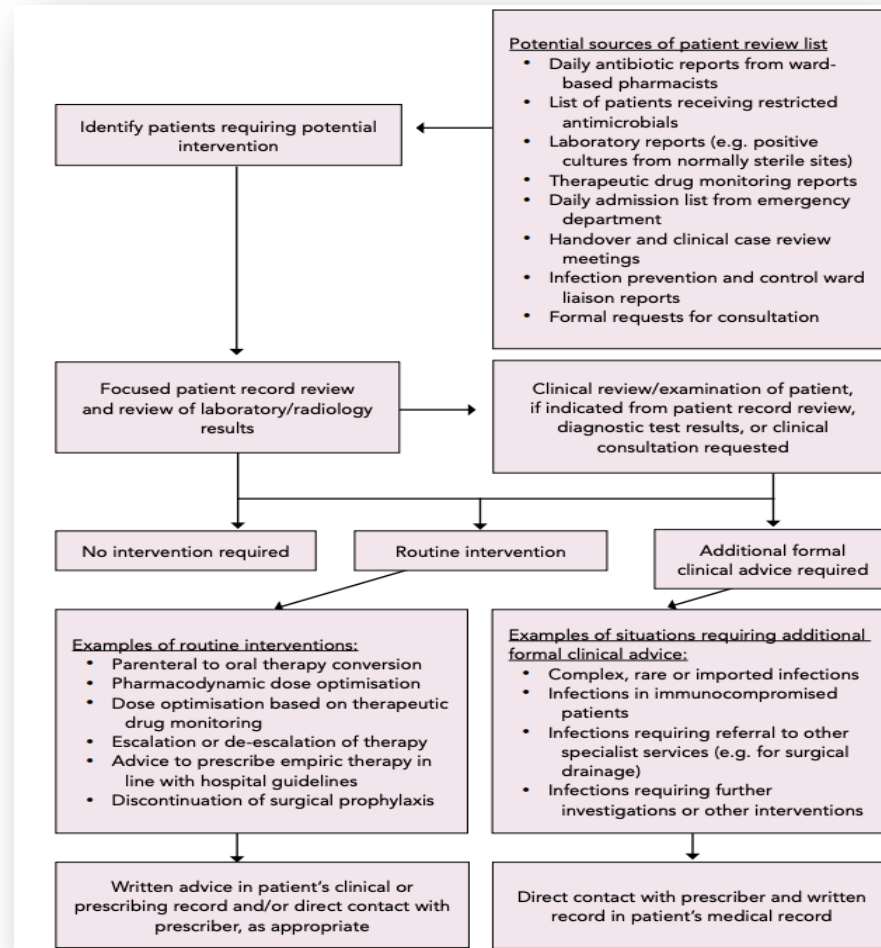 Potential sources of patient review list
• Daily antibiotic reports from ward-
based pharmacists
• List of patients receiving restricted
antimicrobials
• Laboratory reports (e.g. positive
cultures from normally sterile sites)
• Therapeutic drug monitoring reports
• Daily admission list from emergency
department
• Handover and clinical case review
meetings
• Infection prevention and control ward
liaison reports
• Formal requests for consultation
Identify patients requiring potential
intervention
Focused patient record review
and review of laboratory/radiology
results
Clinical review/examination of patient,
if indicated from patient record review,
diagnostic test results, or clinical
consultation requested
No intervention required
Routine intervention
Additional formal
clinical advice required
Examples of routine interventions:
• Parenteral to oral therapy conversion
• Pharmacodynamic dose optimisation
• Dose optimisation based on therapeutic
drug monitoring
• Escalation or de-escalation of therapy
• Advice to prescribe empiric therapy in
line with hospital guidelines
• Discontinuation of surgical prophylaxis
Examples of situations requiring additional
formal clinical advice:
• Complex, rare or imported infections
• Infections in immunocompromised
patients
• Infections requiring referral to other
specialist services (e.g. for surgical
drainage)
• Infections requiring further
investigations or other interventions
Written advice in patient’s clinical or
prescribing record and/or direct contact with
prescriber, as appropriate
Direct contact with prescriber and written
record in patient’s medical record